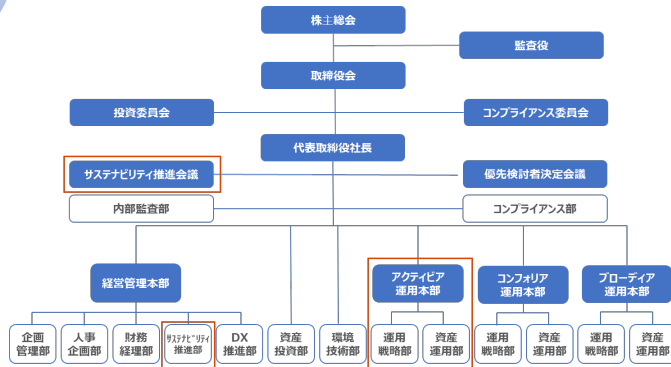 株主総会
監査役
取締役会
投資委員会
コンプライアンス委員会
代表取締役社長
サステナビリティ推進会議
優先検討者決定会議
内部監査部
コンプライアンス部
経営管理本部
アクティビア
運用本部
コンフォリア
運用本部
ブローディア
運用本部
企画
管理部
人事
企画部
財務
経理部
サステナビリティ
推進部
DX
推進部
資産
投資部
環境
技術部
運用
戦略部
資産
運用部
運用
戦略部
資産
運用部
運用
戦略部
資産
運用部